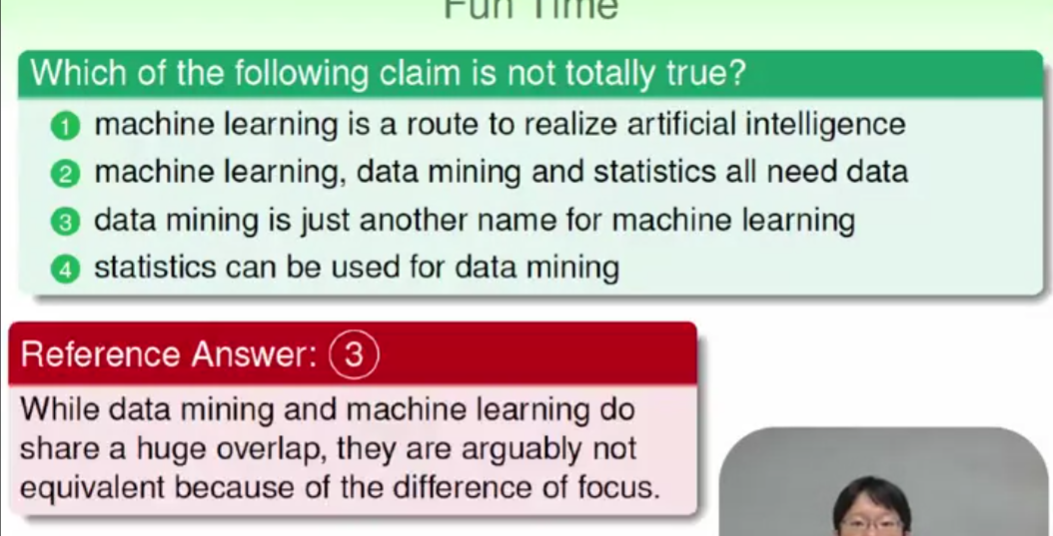 Fun Time
Which of the following claim is not totally true?
1 machine learning is a route to realize artificial intelligence
2 machine learning, data mining and statistics all need data
3 data mining is just another name for machine learning
4 statistics can be used for data mining
Reference Answer: 3
While data mining and machine learning do
share a huge overlap, they are arguably not
equivalent because of the difference of focus.